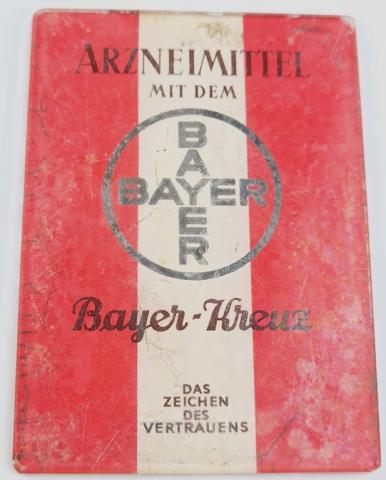 ARZNEIMITTEL
MIT DEM
BAYER
BAYER
Bayer-Kreuz
DAS
ZEICHEN
DES
VERTRAUENS